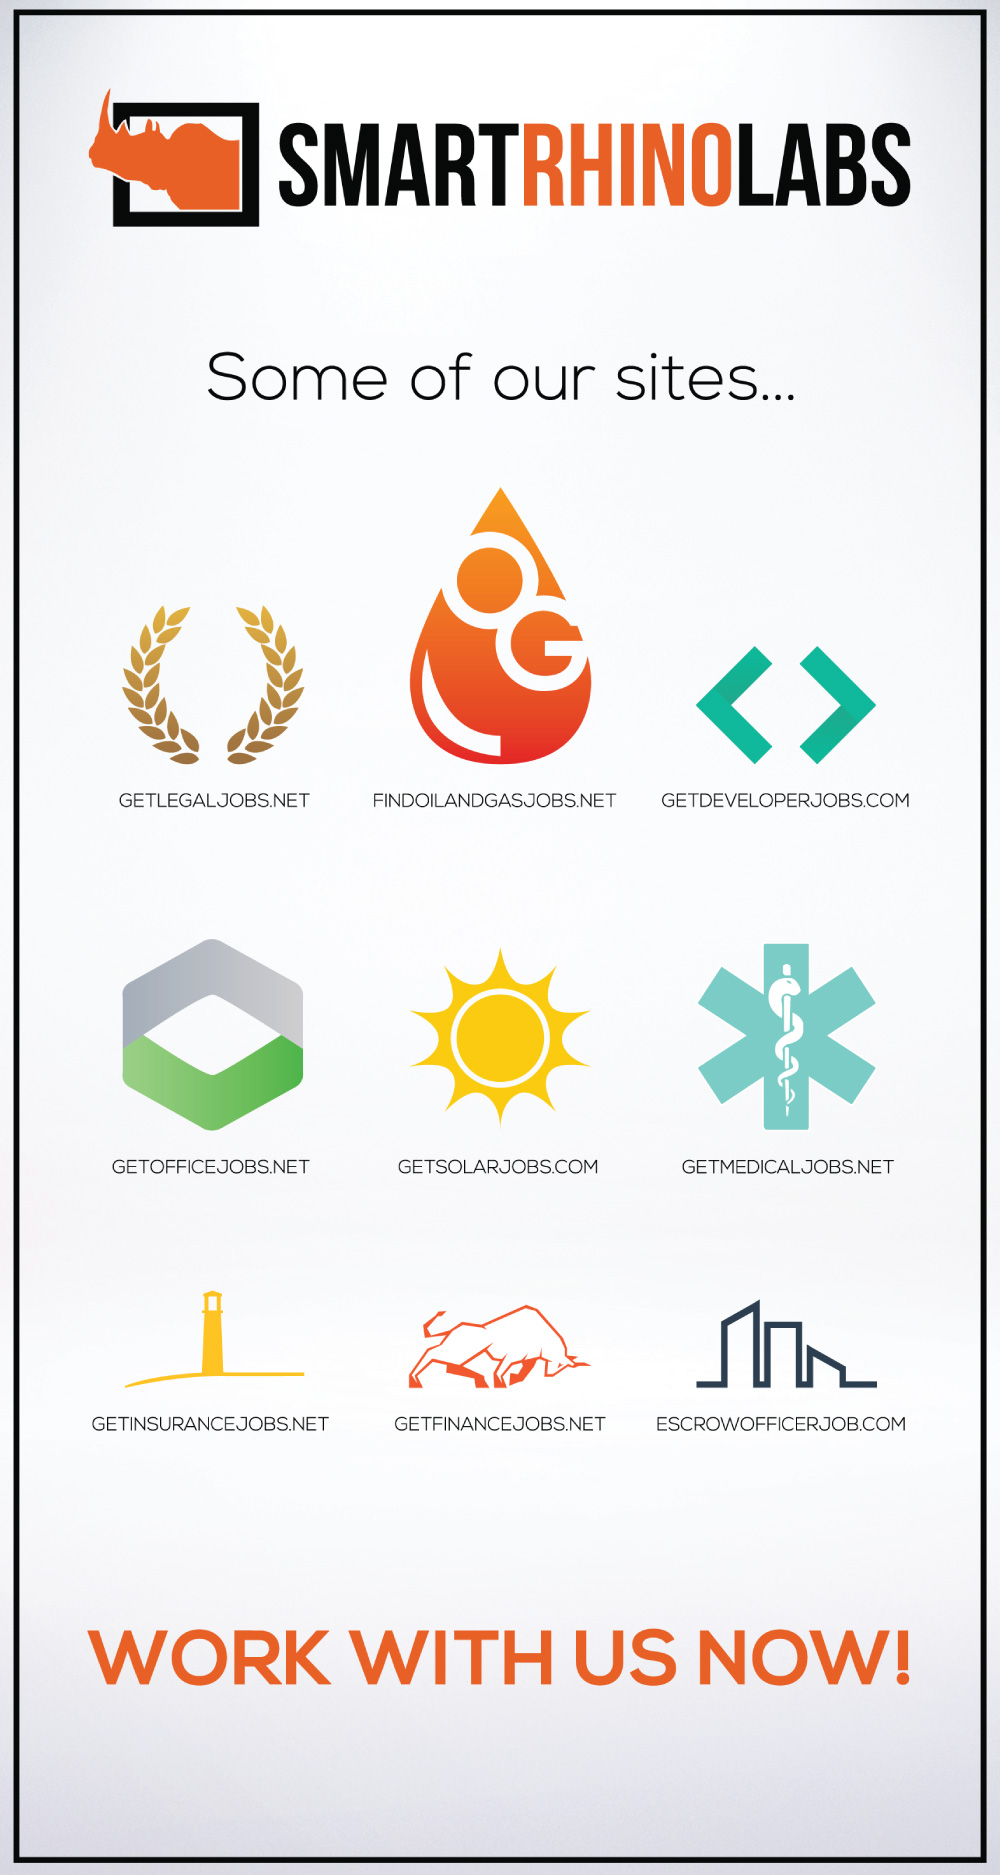 SMARTRHINOLABS
Some of our sites...
OG
GETLEGALJOBS.NET
FINDOILANDGASJOBS.NET
GETDEVELOPERJOBS.COM
GETOFFICEJOBS.NET
GETSOLARJOBS.COM
GETMEDICALJOBS.NET
GETINSURANCEJOBS.NET
GETFINANCEJOBS.NET
ESCROWOFFICERJOB.COM
WORK WITH US NOW!